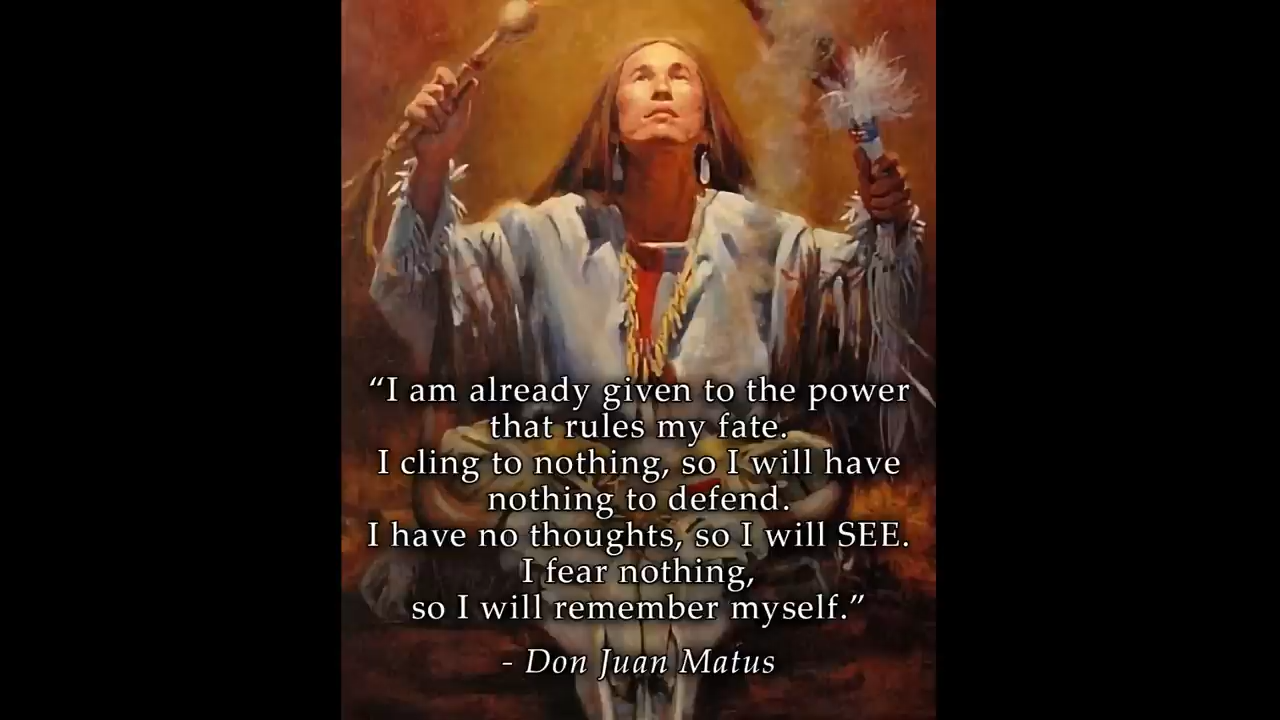 “I am already given to the power
that rules my fate.
I cling to nothing, so I will have
nothing to defend.
I have no thoughts, so I will SEE.
I fear nothing,
so I will remember myself.”
- Don Juan Matus